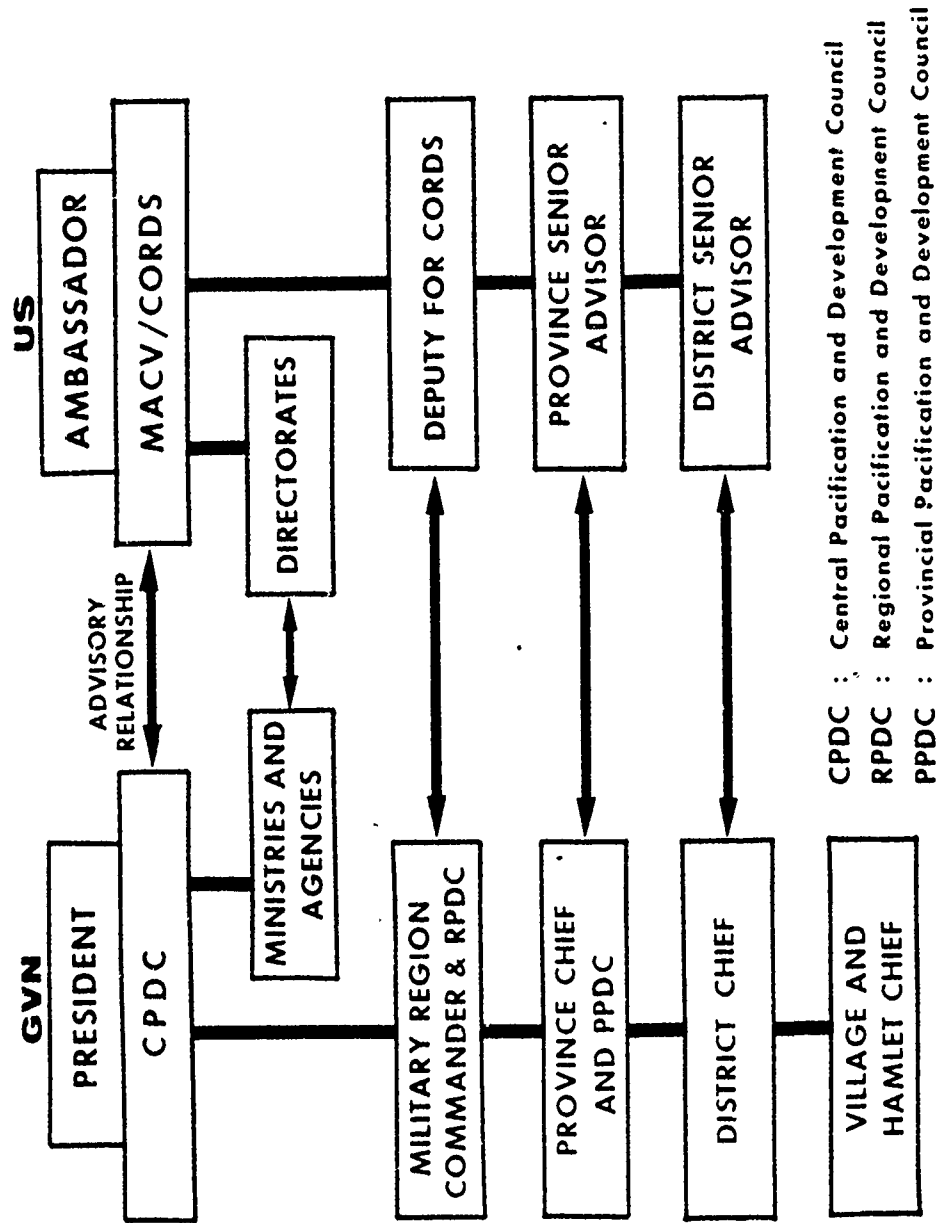 GVN
PRESIDENT
CPDC
MINISTRIES AND
AGENCIES
MILITARY REGION
COMMANDER & RPDC
PROVINCE CHIEF
AND PPDC
DISTRICT CHIEF
VILLAGE AND
HAMLET CHIEF
ADVISORY
RELATIONSHIP
US
AMBASSADOR
MACV/CORDS
DIRECTORATES
DEPUTY FOR CORDS
PROVINCE SENIOR
ADVISOR
DISTRICT SENIOR
ADVISOR
CPDC : Central Pacification and Development Council
RPDC : Regional Pacification and Development Council
PPDC : Provincial Pacification and Development Council